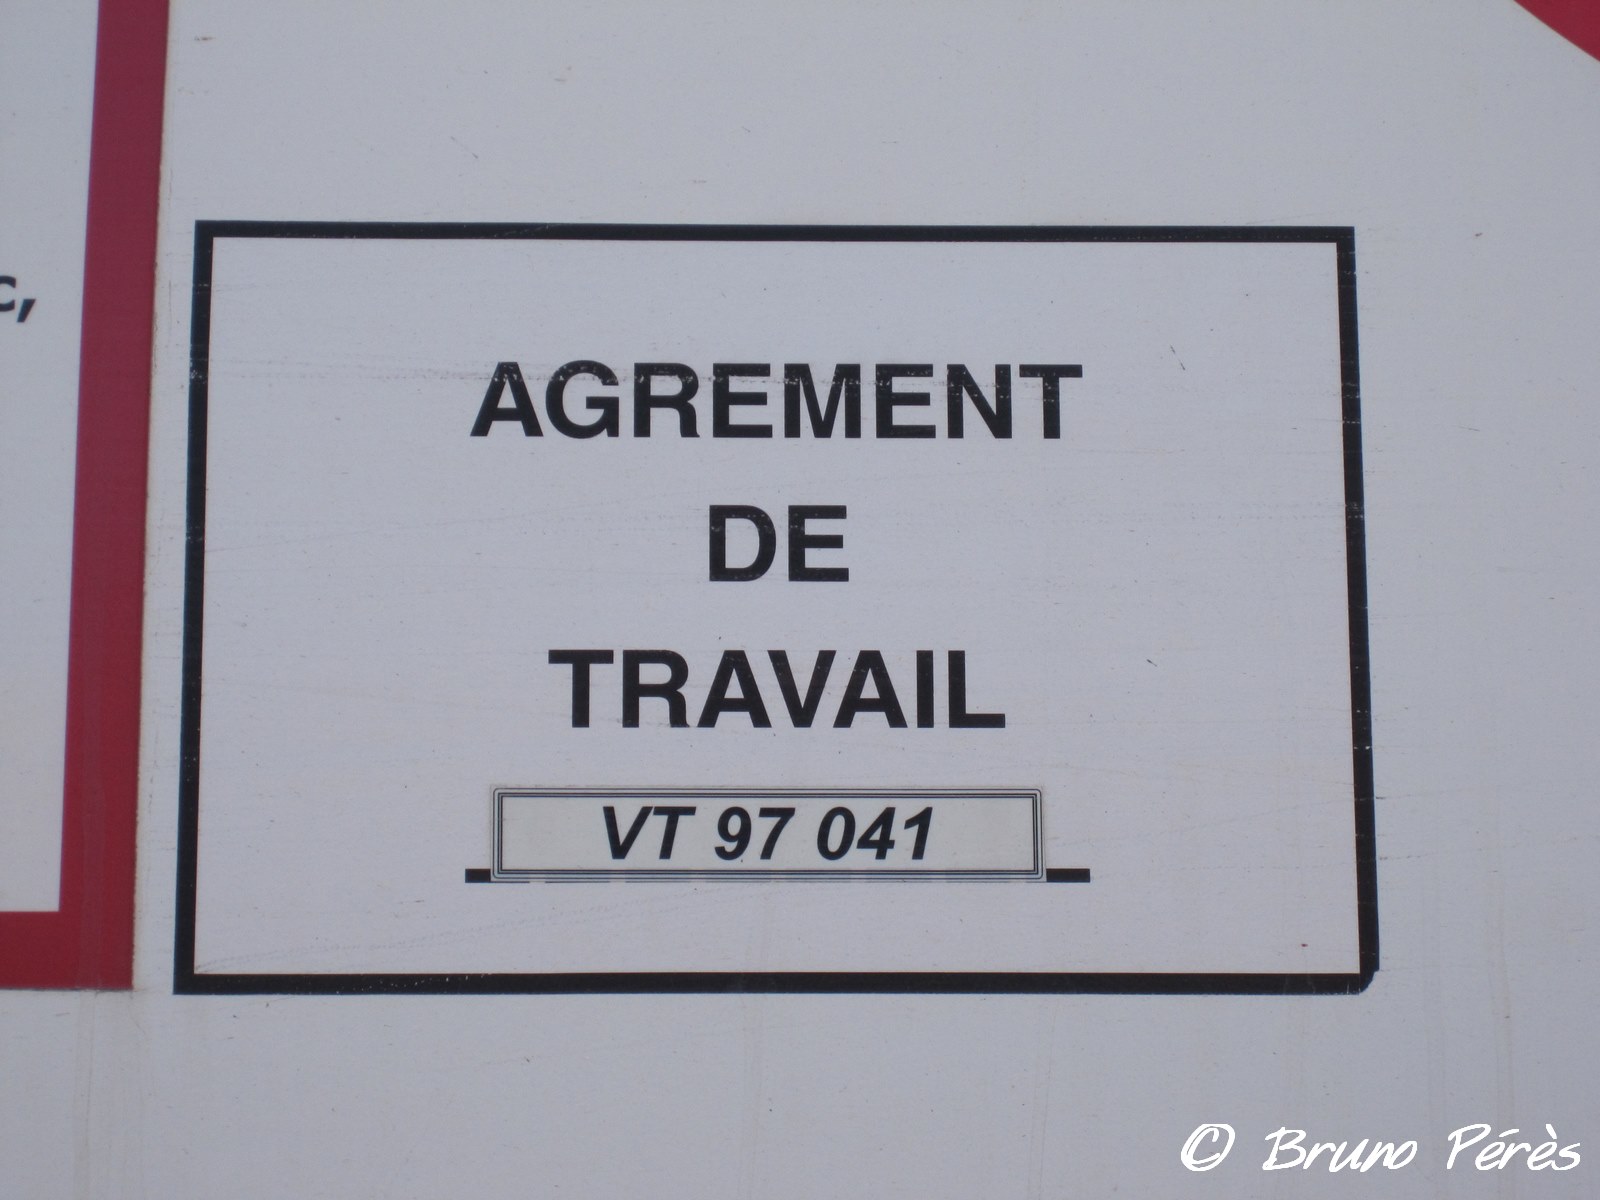 c,
AGREMENT
DE
TRAVAIL
VT 97 041
© Bruno Pérès